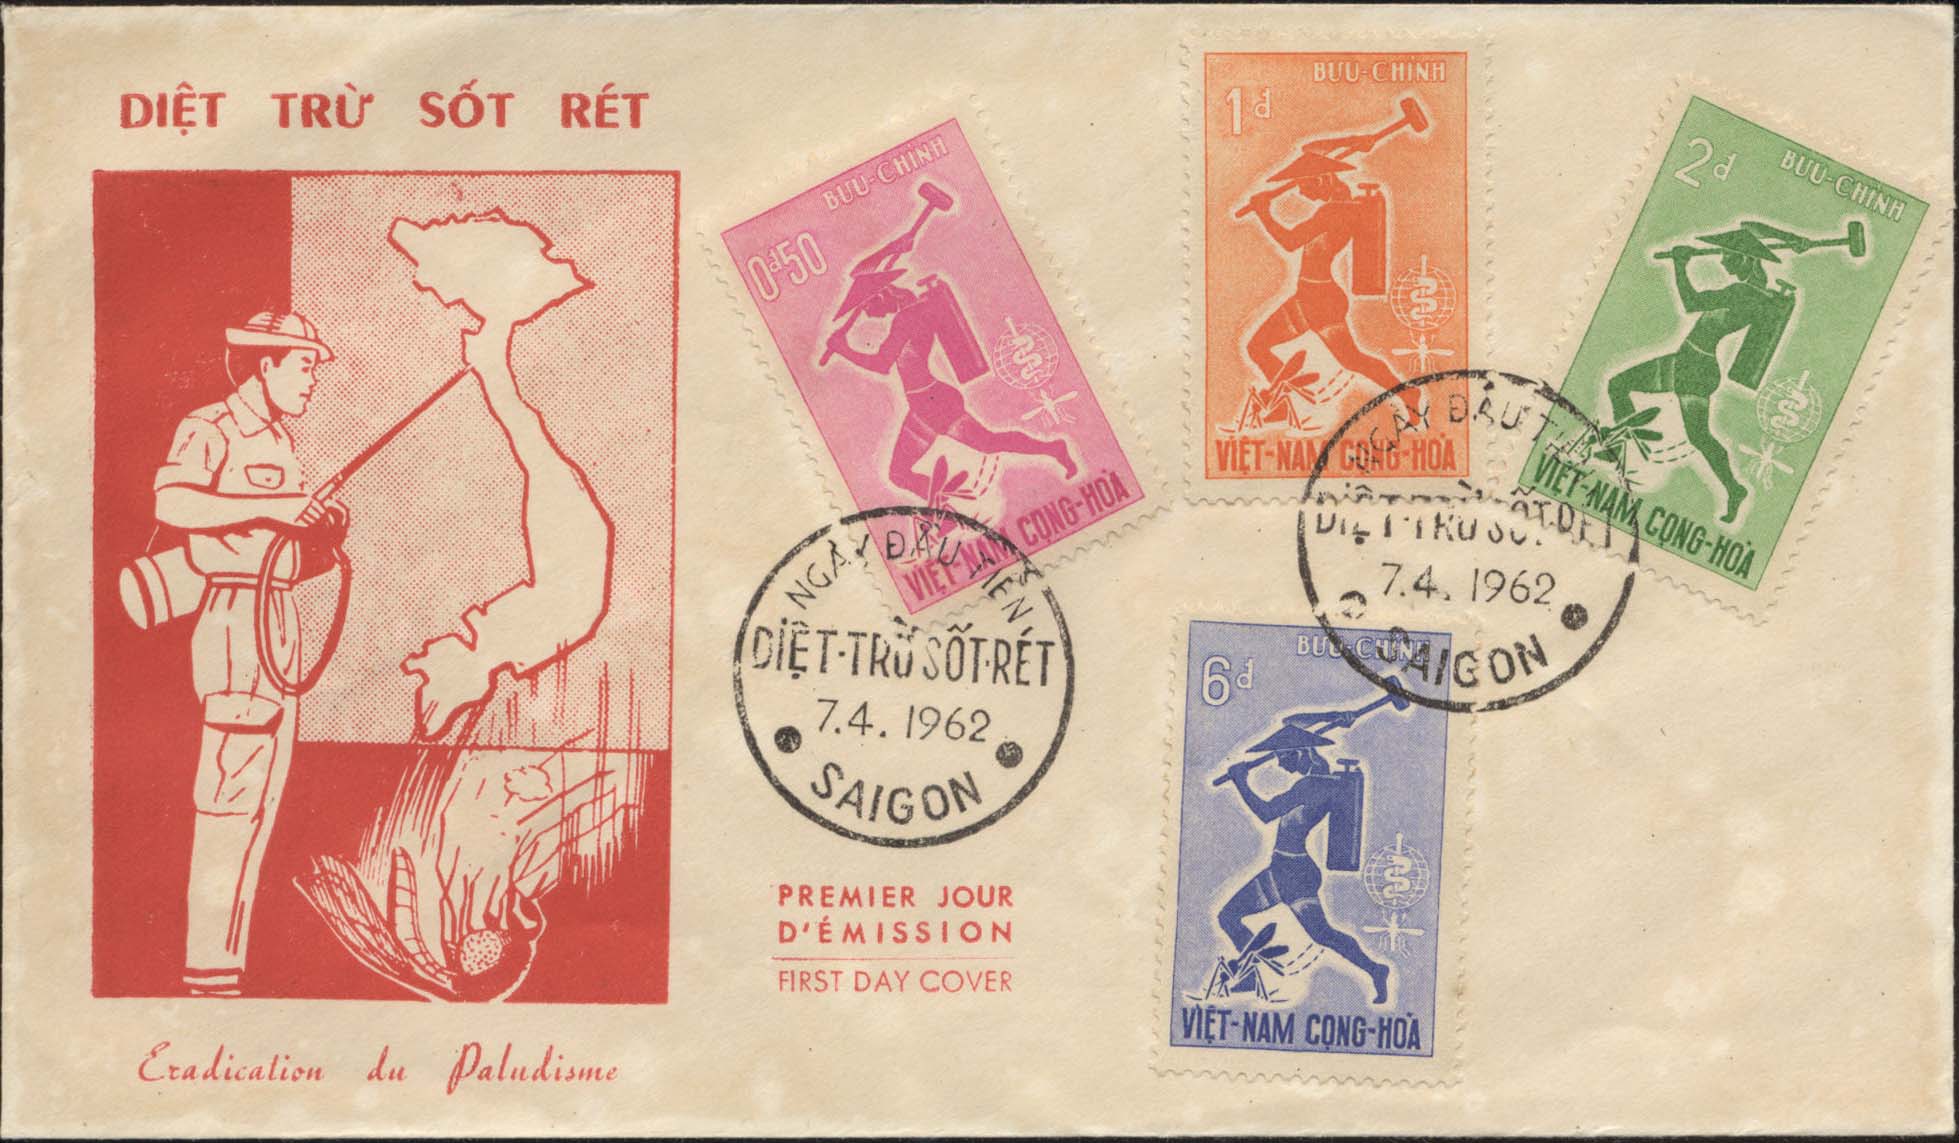 DIỆT TRỪ SỐT RÉT
Eradication du Paludisme
BƯU-CHÍNH
0đ50
VIỆT-NAM CỘNG-HÒA
BƯU-CHÍNH
1đ
VIỆT-NAM CỘNG-HÒA
BƯU-CHÍNH
2đ
VIỆT-NAM CỘNG-HÒA
NGÀY ĐẦU TIÊN
DIỆT·TRỪ SỐT·RÉT
7.4.1962
SAIGON
NGÀY ĐẦU
DIỆT·TRỪ SỐT·RÉT
7.4.1962
SAIGON
BƯU-CHÍNH
6đ
VIỆT-NAM CỘNG-HÒA
PREMIER JOUR
D'ÉMISSION
FIRST DAY COVER